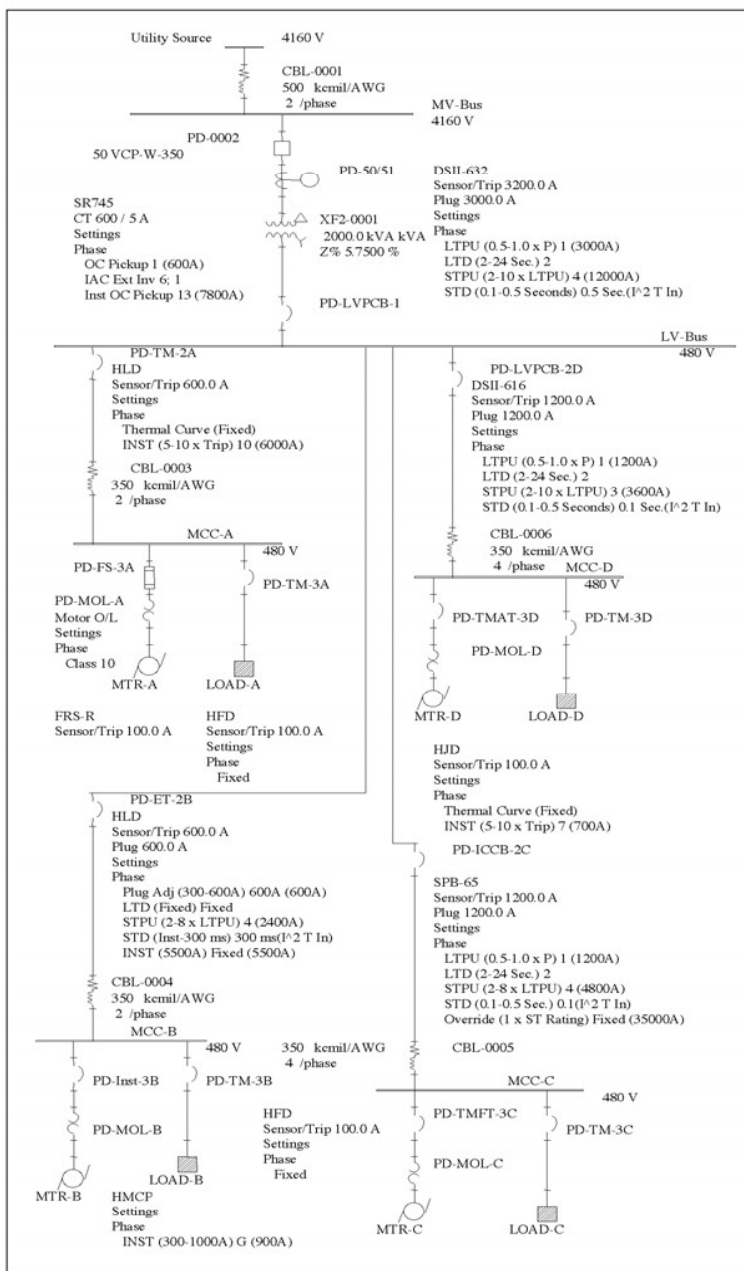 Utility Source
4160 V
CBL-0001
500 kcmil/AWG
2 /phase
MV-Bus
4160 V
PD-0002
50 VCP-W-350
PD-50/51
SR745
CT 600 / 5 A
Settings
Phase
OC Pickup 1 (600A)
IAC Ext Inv 6; 1
Inst OC Pickup 13 (7800A)
XF2-0001
2000.0 kVA kVA
Z% 5.7500 %
DSII-632
Sensor/Trip 3200.0 A
Plug 3000.0 A
Settings
Phase
LTPU (0.5-1.0 x P) 1 (3000A)
LTD (2-24 Sec.) 2
STPU (2-10 x LTPU) 4 (12000A)
STD (0.1-0.5 Seconds) 0.5 Sec.(I^2 T In)
PD-LVPCB-1
LV-Bus
480 V
PD-TM-2A
HLD
Sensor/Trip 600.0 A
Settings
Phase
Thermal Curve (Fixed)
INST (5-10 x Trip) 10 (6000A)
CBL-0003
350 kcmil/AWG
2 /phase
MCC-A
480 V
PD-FS-3A
PD-TM-3A
PD-MOL-A
Motor O/L
Settings
Phase
Class 10
MTR-A
LOAD-A
FRS-R
Sensor/Trip 100.0 A
HFD
Sensor/Trip 100.0 A
Settings
Phase
Fixed
PD-LVPCB-2D
DSII-616
Sensor/Trip 1200.0 A
Plug 1200.0 A
Settings
Phase
LTPU (0.5-1.0 x P) 1 (1200A)
LTD (2-24 Sec.) 2
STPU (2-10 x LTPU) 3 (3600A)
STD (0.1-0.5 Seconds) 0.1 Sec.(I^2 T In)
CBL-0006
350 kcmil/AWG
4 /phase
MCC-D
480 V
PD-TMAT-3D
PD-TM-3D
PD-MOL-D
MTR-D
LOAD-D
HJD
Sensor/Trip 100.0 A
Settings
Phase
Thermal Curve (Fixed)
INST (5-10 x Trip) 7 (700A)
PD-ET-2B
HLD
Sensor/Trip 600.0 A
Plug 600.0 A
Settings
Phase
Plug Adj (300-600A) 600A (600A)
LTD (Fixed) Fixed
STPU (2-8 x LTPU) 4 (2400A)
STD (Inst-300 ms) 300 ms(I^2 T In)
INST (5500A) Fixed (5500A)
CBL-0004
350 kcmil/AWG
2 /phase
MCC-B
480 V
PD-Inst-3B
PD-TM-3B
PD-MOL-B
MTR-B
LOAD-B
HMCP
Settings
Phase
INST (300-1000A) G (900A)
HFD
Sensor/Trip 100.0 A
Settings
Phase
Fixed
PD-ICCB-2C
SPB-65
Sensor/Trip 1200.0 A
Plug 1200.0 A
Settings
Phase
LTPU (0.5-1.0 x P) 1 (1200A)
LTD (2-24 Sec.) 2
STPU (2-8 x LTPU) 4 (4800A)
STD (0.1-0.5 Sec.) 0.1(I^2 T In)
Override (1 x ST Rating) Fixed (35000A)
350 kcmil/AWG
4 /phase
CBL-0005
MCC-C
480 V
PD-TMFT-3C
PD-TM-3C
PD-MOL-C
MTR-C
LOAD-C